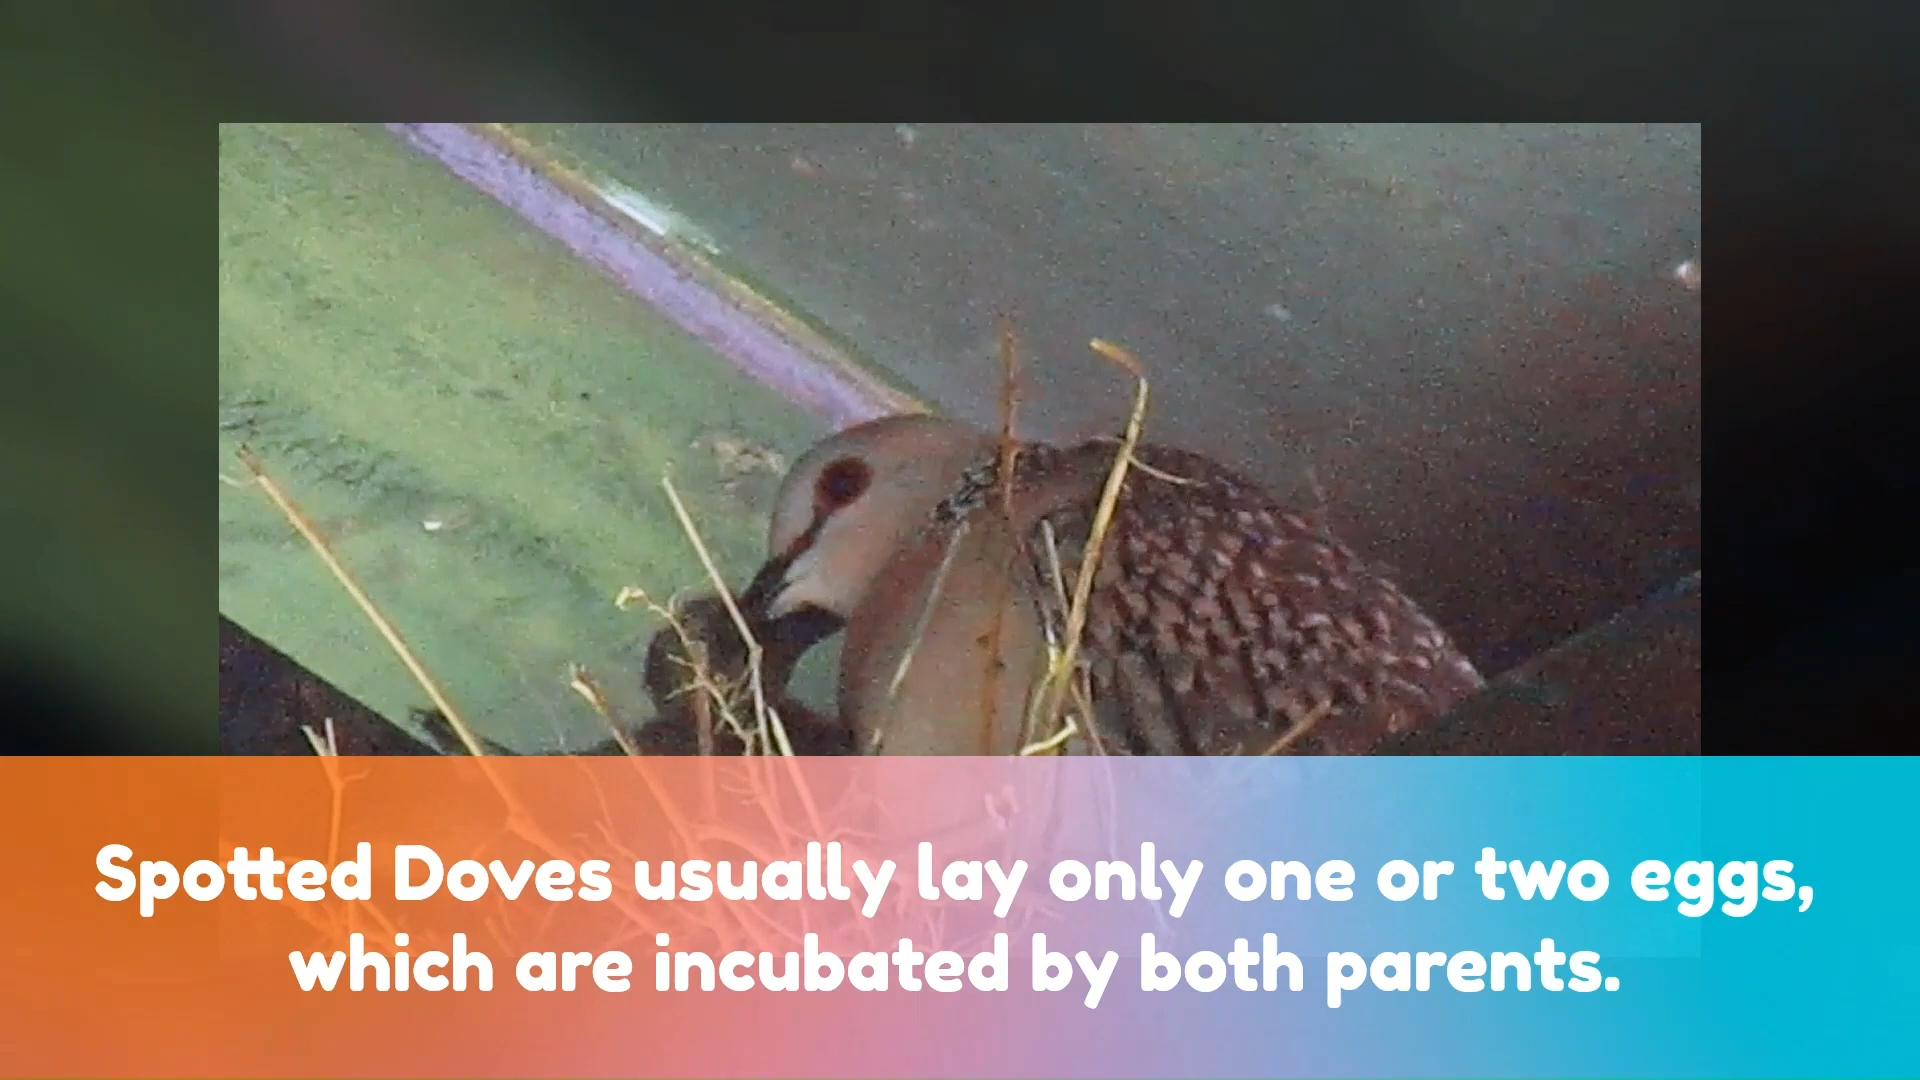 Spotted Doves usually lay only one or two eggs,
which are incubated by both parents.